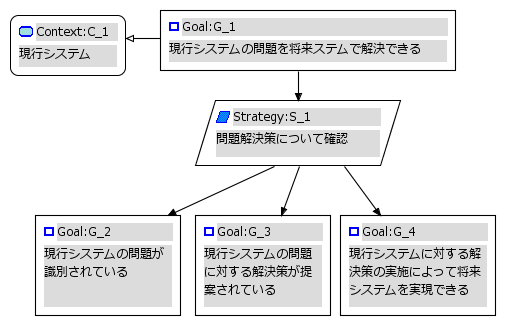 Context:C_1
現行システム
Goal:G_1
現行システムの問題を将来ステムで解決できる
Strategy:S_1
問題解決策について確認
Goal:G_2
現行システムの問題が
識別されている
Goal:G_3
現行システムの問題
に対する解決策が提
案されている
Goal:G_4
現行システムに対する解
決策の実施によって将来
システムを実現できる